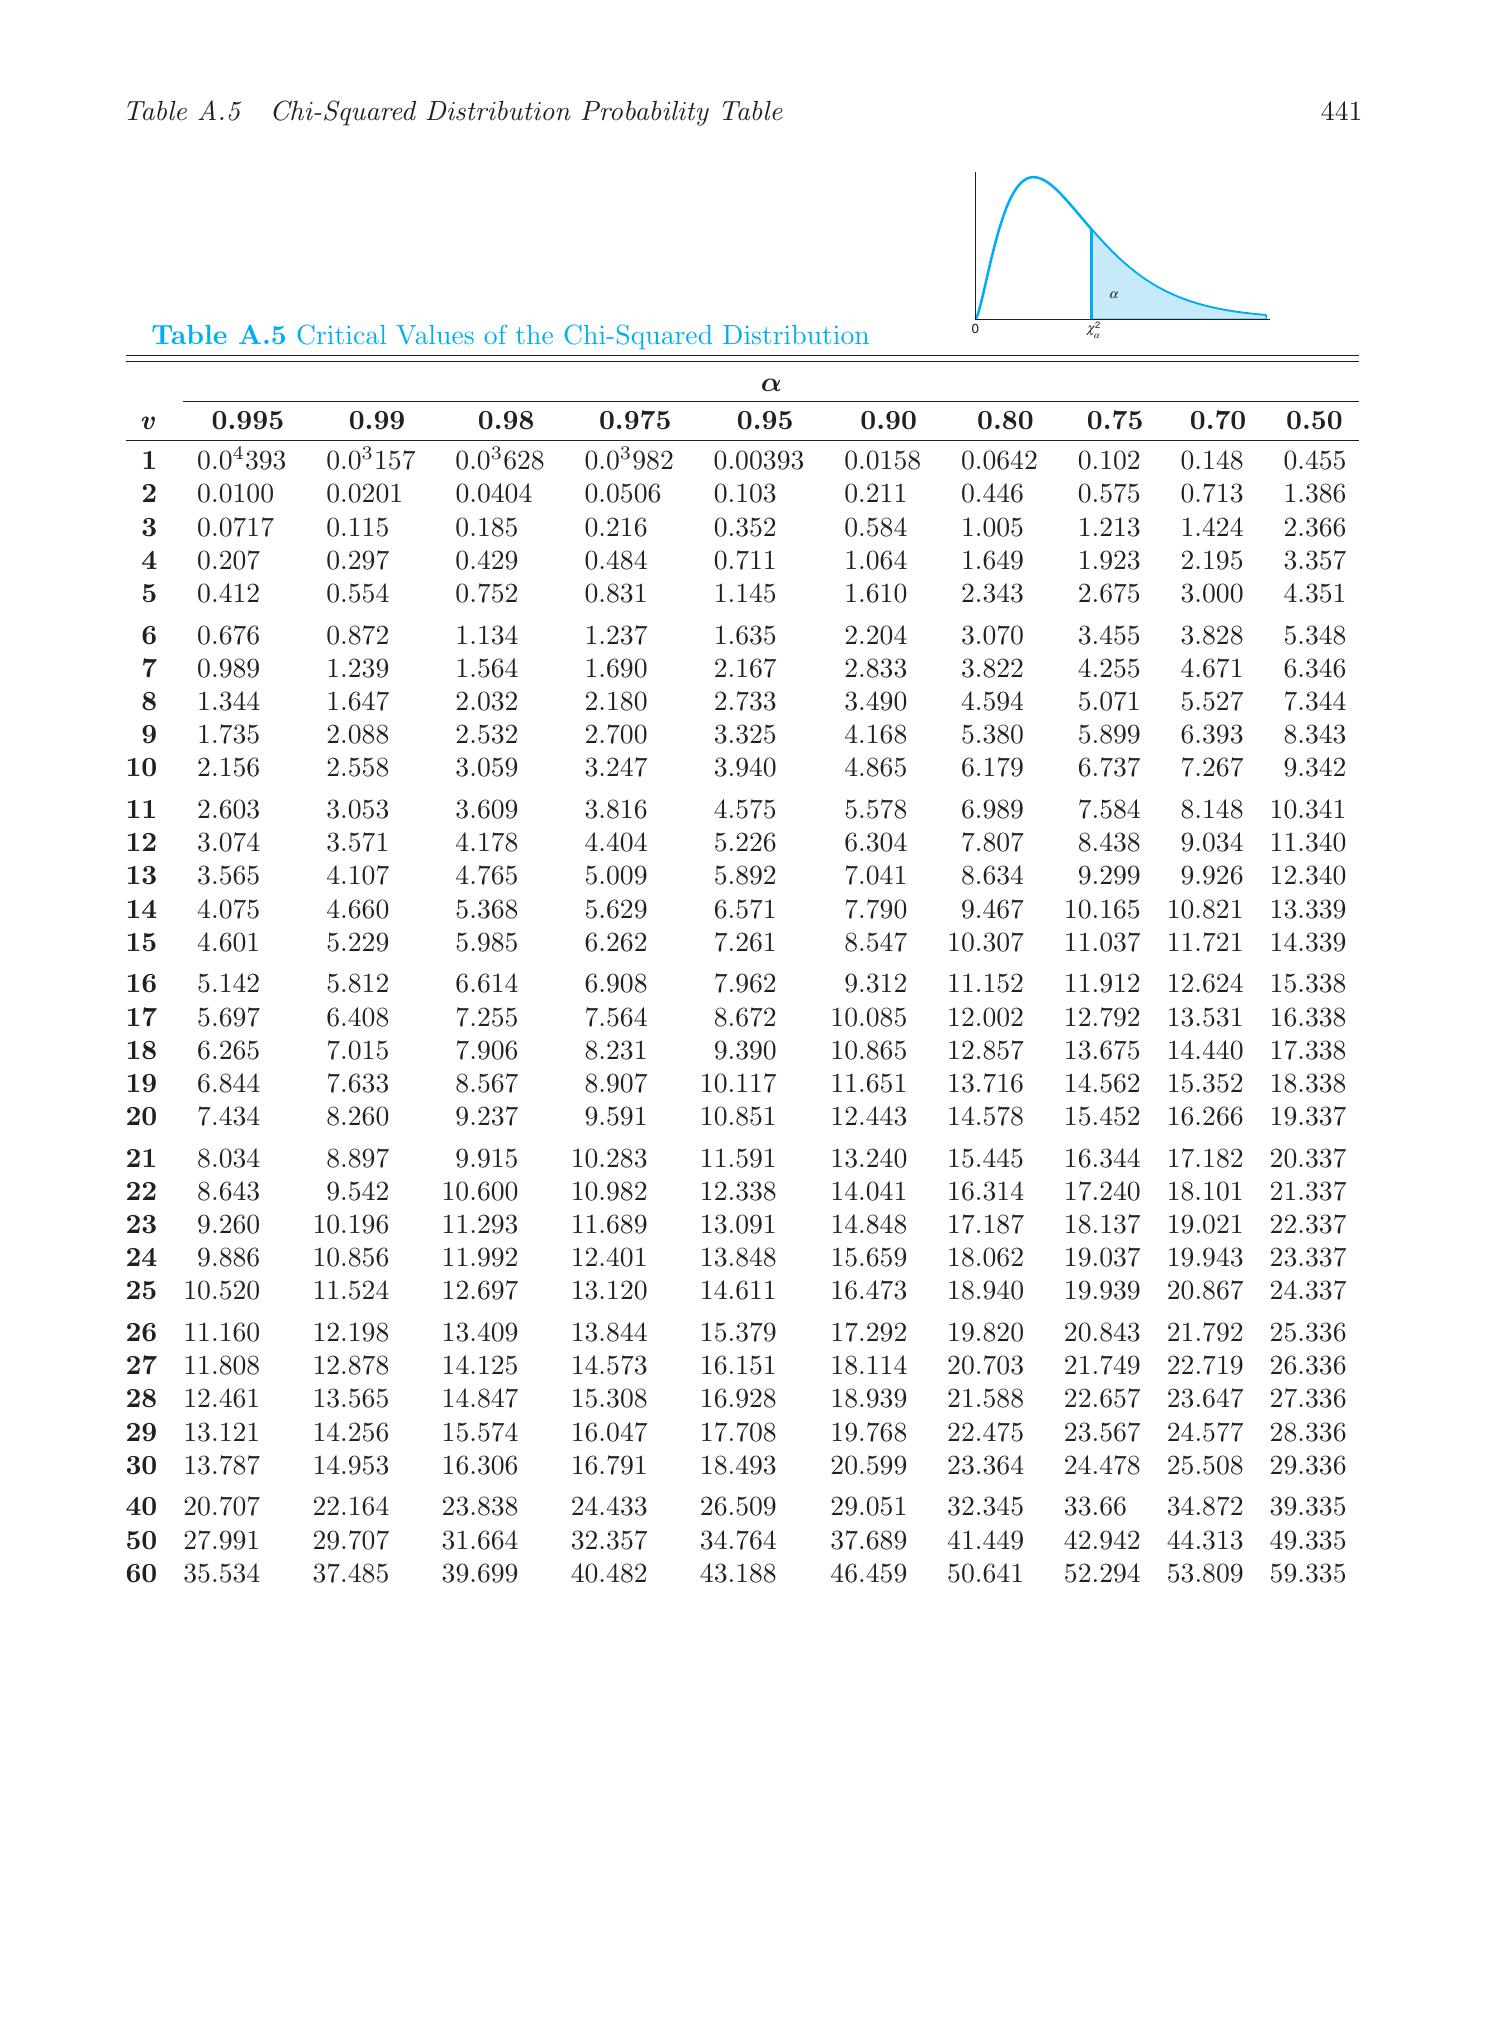 Table A.5 Chi-Squared Distribution Probability Table 441
α
0 χ²α
Table A.5 Critical Values of the Chi-Squared Distribution
α
v 0.995 0.99 0.98 0.975 0.95 0.90 0.80 0.75 0.70 0.50
1 0.0⁴393 0.0³157 0.0³628 0.0³982 0.00393 0.0158 0.0642 0.102 0.148 0.455
2 0.0100 0.0201 0.0404 0.0506 0.103 0.211 0.446 0.575 0.713 1.386
3 0.0717 0.115 0.185 0.216 0.352 0.584 1.005 1.213 1.424 2.366
4 0.207 0.297 0.429 0.484 0.711 1.064 1.649 1.923 2.195 3.357
5 0.412 0.554 0.752 0.831 1.145 1.610 2.343 2.675 3.000 4.351
6 0.676 0.872 1.134 1.237 1.635 2.204 3.070 3.455 3.828 5.348
7 0.989 1.239 1.564 1.690 2.167 2.833 3.822 4.255 4.671 6.346
8 1.344 1.647 2.032 2.180 2.733 3.490 4.594 5.071 5.527 7.344
9 1.735 2.088 2.532 2.700 3.325 4.168 5.380 5.899 6.393 8.343
10 2.156 2.558 3.059 3.247 3.940 4.865 6.179 6.737 7.267 9.342
11 2.603 3.053 3.609 3.816 4.575 5.578 6.989 7.584 8.148 10.341
12 3.074 3.571 4.178 4.404 5.226 6.304 7.807 8.438 9.034 11.340
13 3.565 4.107 4.765 5.009 5.892 7.041 8.634 9.299 9.926 12.340
14 4.075 4.660 5.368 5.629 6.571 7.790 9.467 10.165 10.821 13.339
15 4.601 5.229 5.985 6.262 7.261 8.547 10.307 11.037 11.721 14.339
16 5.142 5.812 6.614 6.908 7.962 9.312 11.152 11.912 12.624 15.338
17 5.697 6.408 7.255 7.564 8.672 10.085 12.002 12.792 13.531 16.338
18 6.265 7.015 7.906 8.231 9.390 10.865 12.857 13.675 14.440 17.338
19 6.844 7.633 8.567 8.907 10.117 11.651 13.716 14.562 15.352 18.338
20 7.434 8.260 9.237 9.591 10.851 12.443 14.578 15.452 16.266 19.337
21 8.034 8.897 9.915 10.283 11.591 13.240 15.445 16.344 17.182 20.337
22 8.643 9.542 10.600 10.982 12.338 14.041 16.314 17.240 18.101 21.337
23 9.260 10.196 11.293 11.689 13.091 14.848 17.187 18.137 19.021 22.337
24 9.886 10.856 11.992 12.401 13.848 15.659 18.062 19.037 19.943 23.337
25 10.520 11.524 12.697 13.120 14.611 16.473 18.940 19.939 20.867 24.337
26 11.160 12.198 13.409 13.844 15.379 17.292 19.820 20.843 21.792 25.336
27 11.808 12.878 14.125 14.573 16.151 18.114 20.703 21.749 22.719 26.336
28 12.461 13.565 14.847 15.308 16.928 18.939 21.588 22.657 23.647 27.336
29 13.121 14.256 15.574 16.047 17.708 19.768 22.475 23.567 24.577 28.336
30 13.787 14.953 16.306 16.791 18.493 20.599 23.364 24.478 25.508 29.336
40 20.707 22.164 23.838 24.433 26.509 29.051 32.345 33.66 34.872 39.335
50 27.991 29.707 31.664 32.357 34.764 37.689 41.449 42.942 44.313 49.335
60 35.534 37.485 39.699 40.482 43.188 46.459 50.641 52.294 53.809 59.335